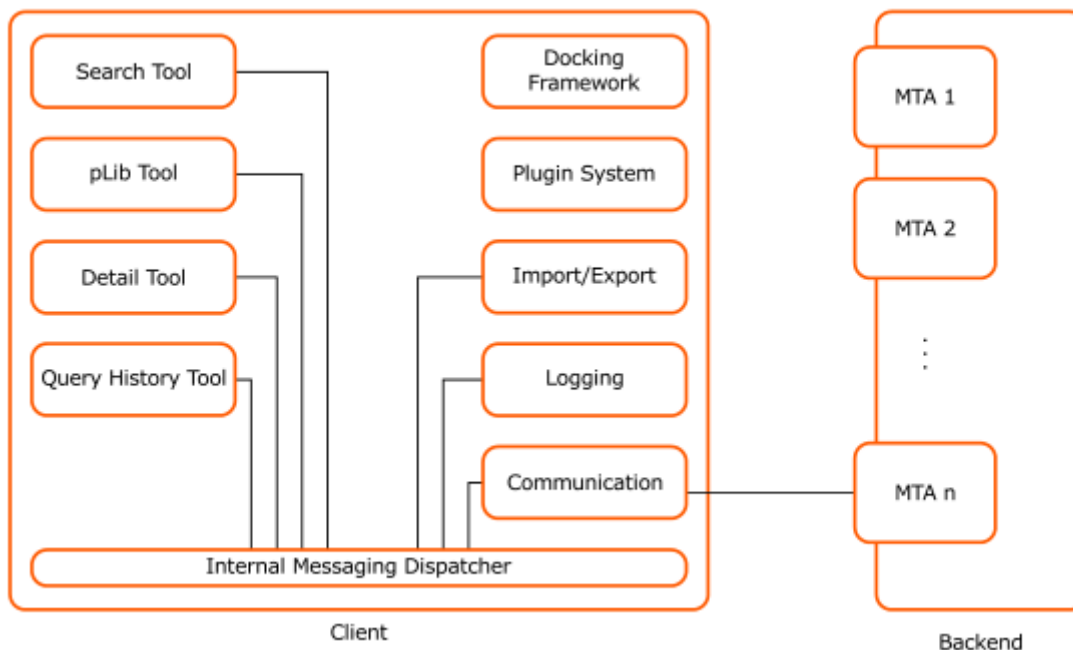 Search Tool
pLib Tool
Detail Tool
Query History Tool
Docking
Framework
Plugin System
Import/Export
Logging
Communication
Internal Messaging Dispatcher
Client
MTA 1
MTA 2
⋮
MTA n
Backend